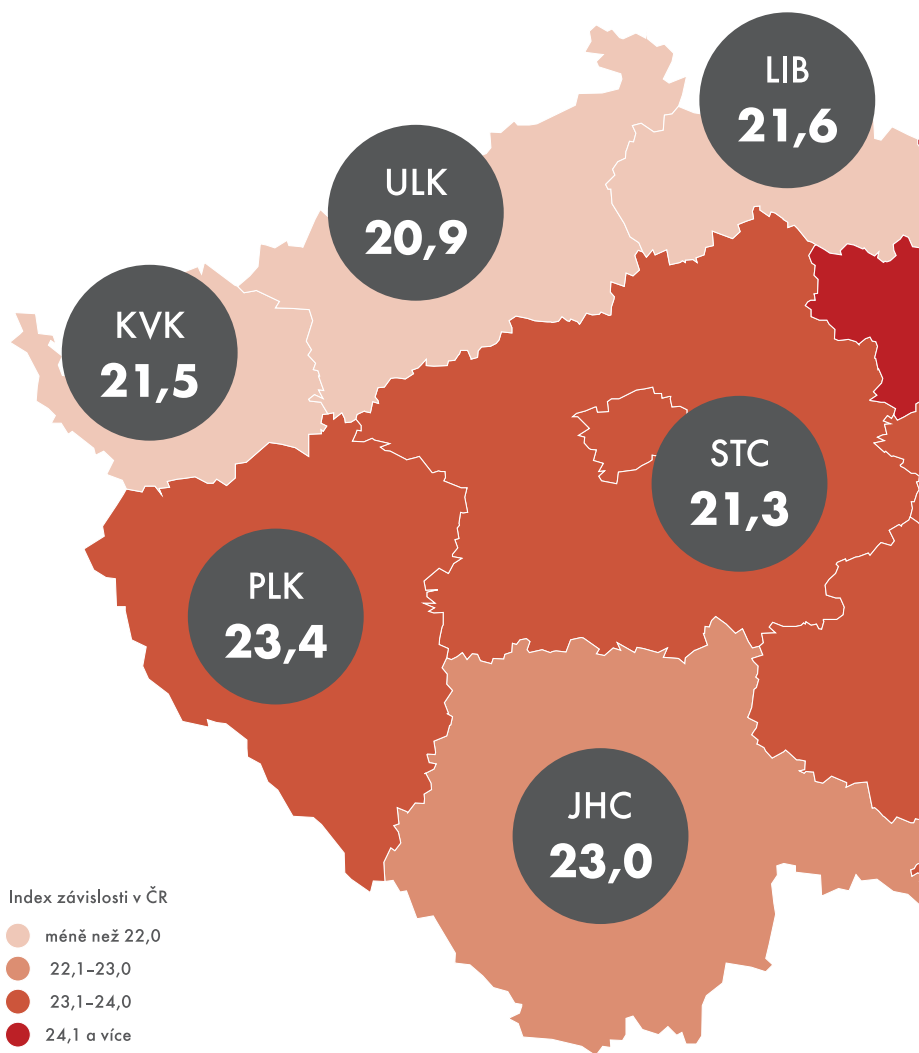 LIB
21,6
ULK
20,9
KVK
21,5
STC
21,3
PLK
23,4
JHC
23,0
Index závislosti v ČR
méně než 22,0
22,1–23,0
23,1–24,0
24,1 a více